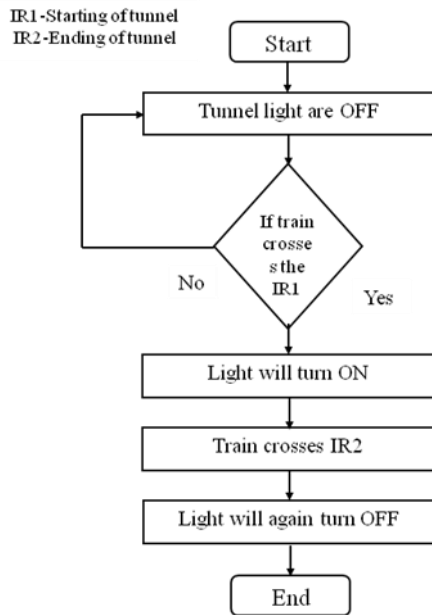 IR1-Starting of tunnel
IR2-Ending of tunnel
Start
Tunnel light are OFF
If train
crosse
s the
IR1
No
Yes
Light will turn ON
Train crosses IR2
Light will again turn OFF
End